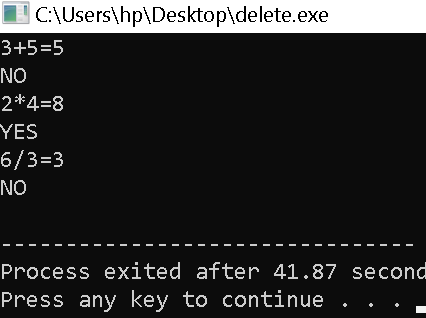 C:\Users\hp\Desktop\delete.exe
3+5=5
NO
2*4=8
YES
6/3=3
NO
--------------------------------
Process exited after 41.87 second
Press any key to continue . . .